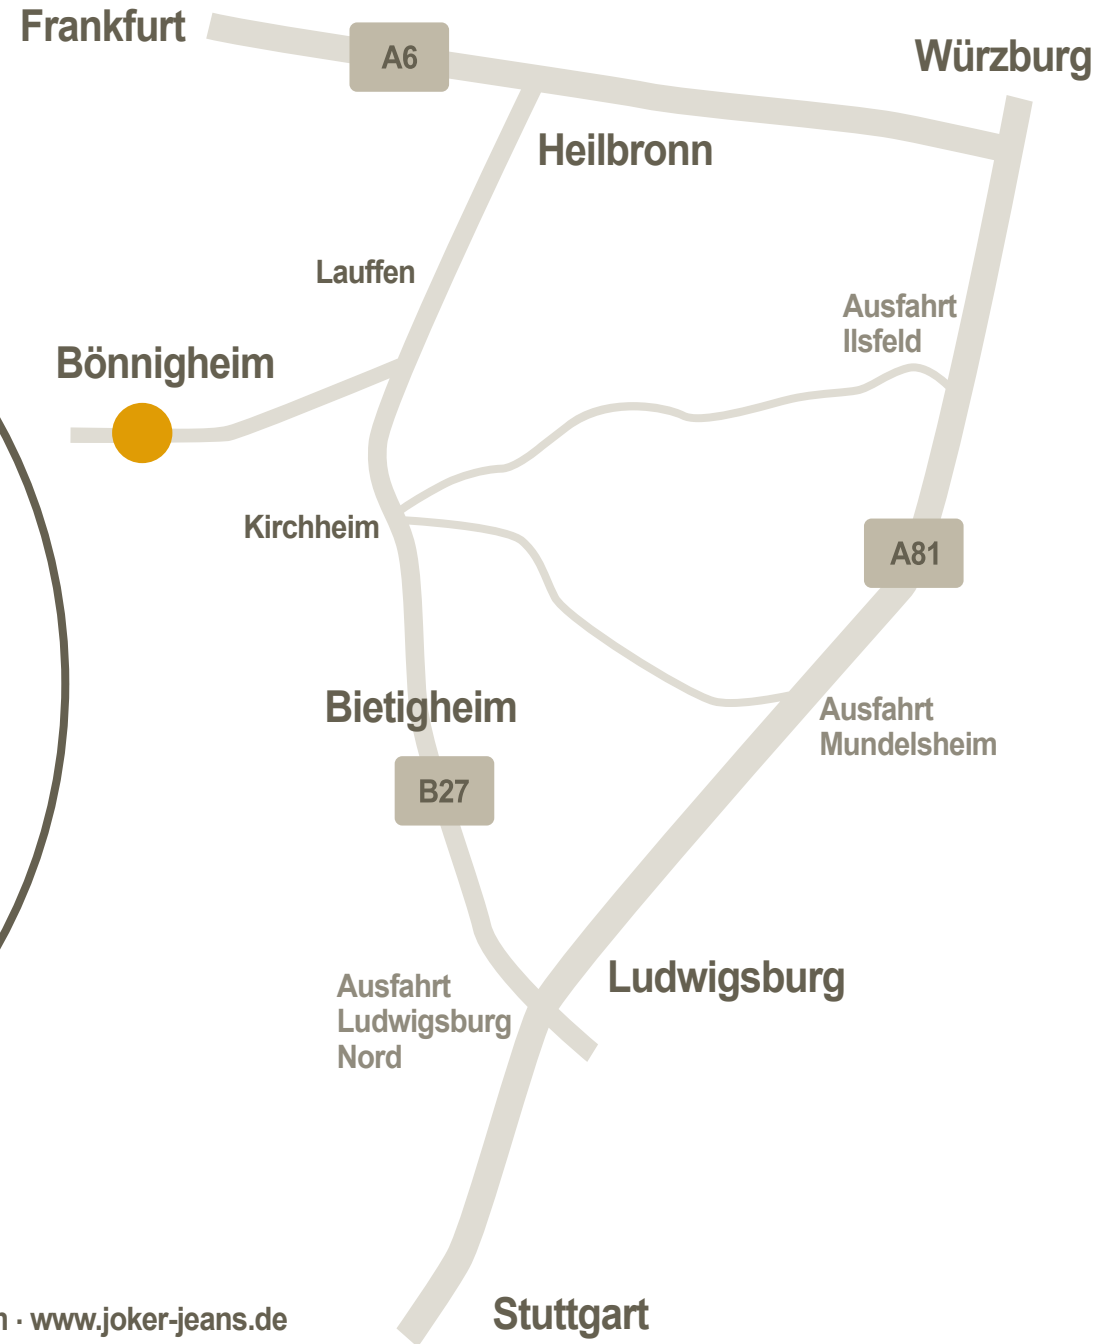 Frankfurt
A6
Würzburg
Heilbronn
Lauffen
Ausfahrt
Ilsfeld
Bönnigheim
Kirchheim
A81
Bietigheim
Ausfahrt
Mundelsheim
B27
Ludwigsburg
Ausfahrt
Ludwigsburg
Nord
Stuttgart
· www.joker-jeans.de